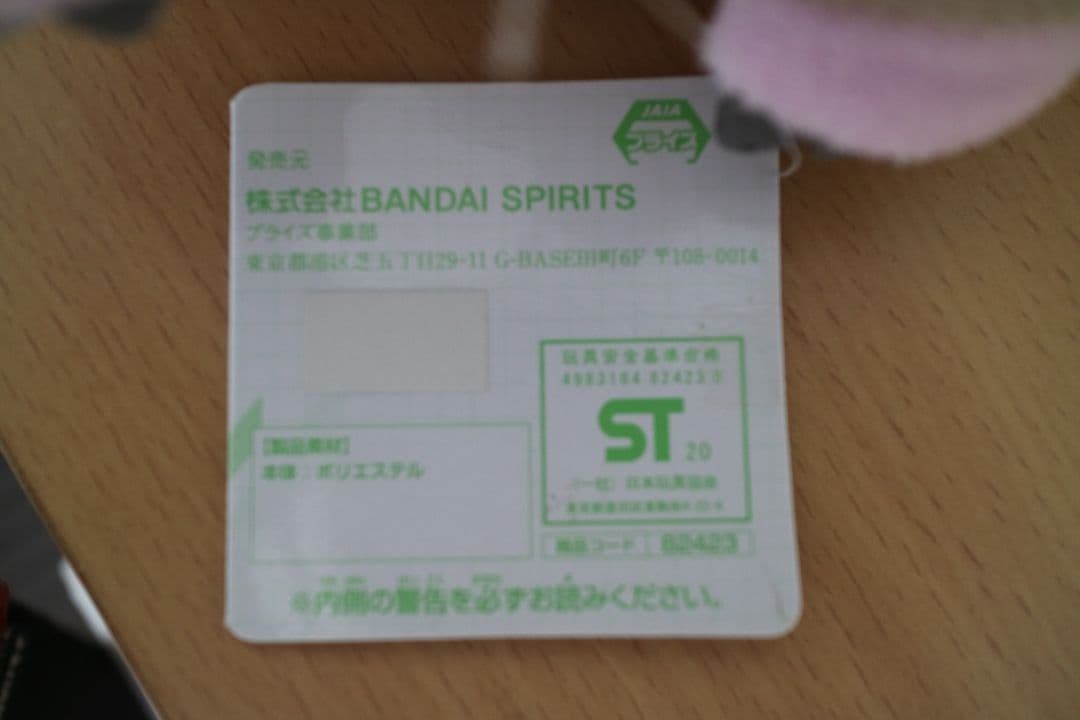 JAIA
プライズ
発売元
株式会社BANDAI SPIRITS
プライズ事業部
東京都港区芝五丁目29-11 G-BASE田町6F 〒108-0014
玩具安全基準合格
4983164 82423
ST 20
(一社) 日本玩具協会
【製品素材】
本体:ポリエステル
商品コード 82423
※内側の警告を必ずお読みください。